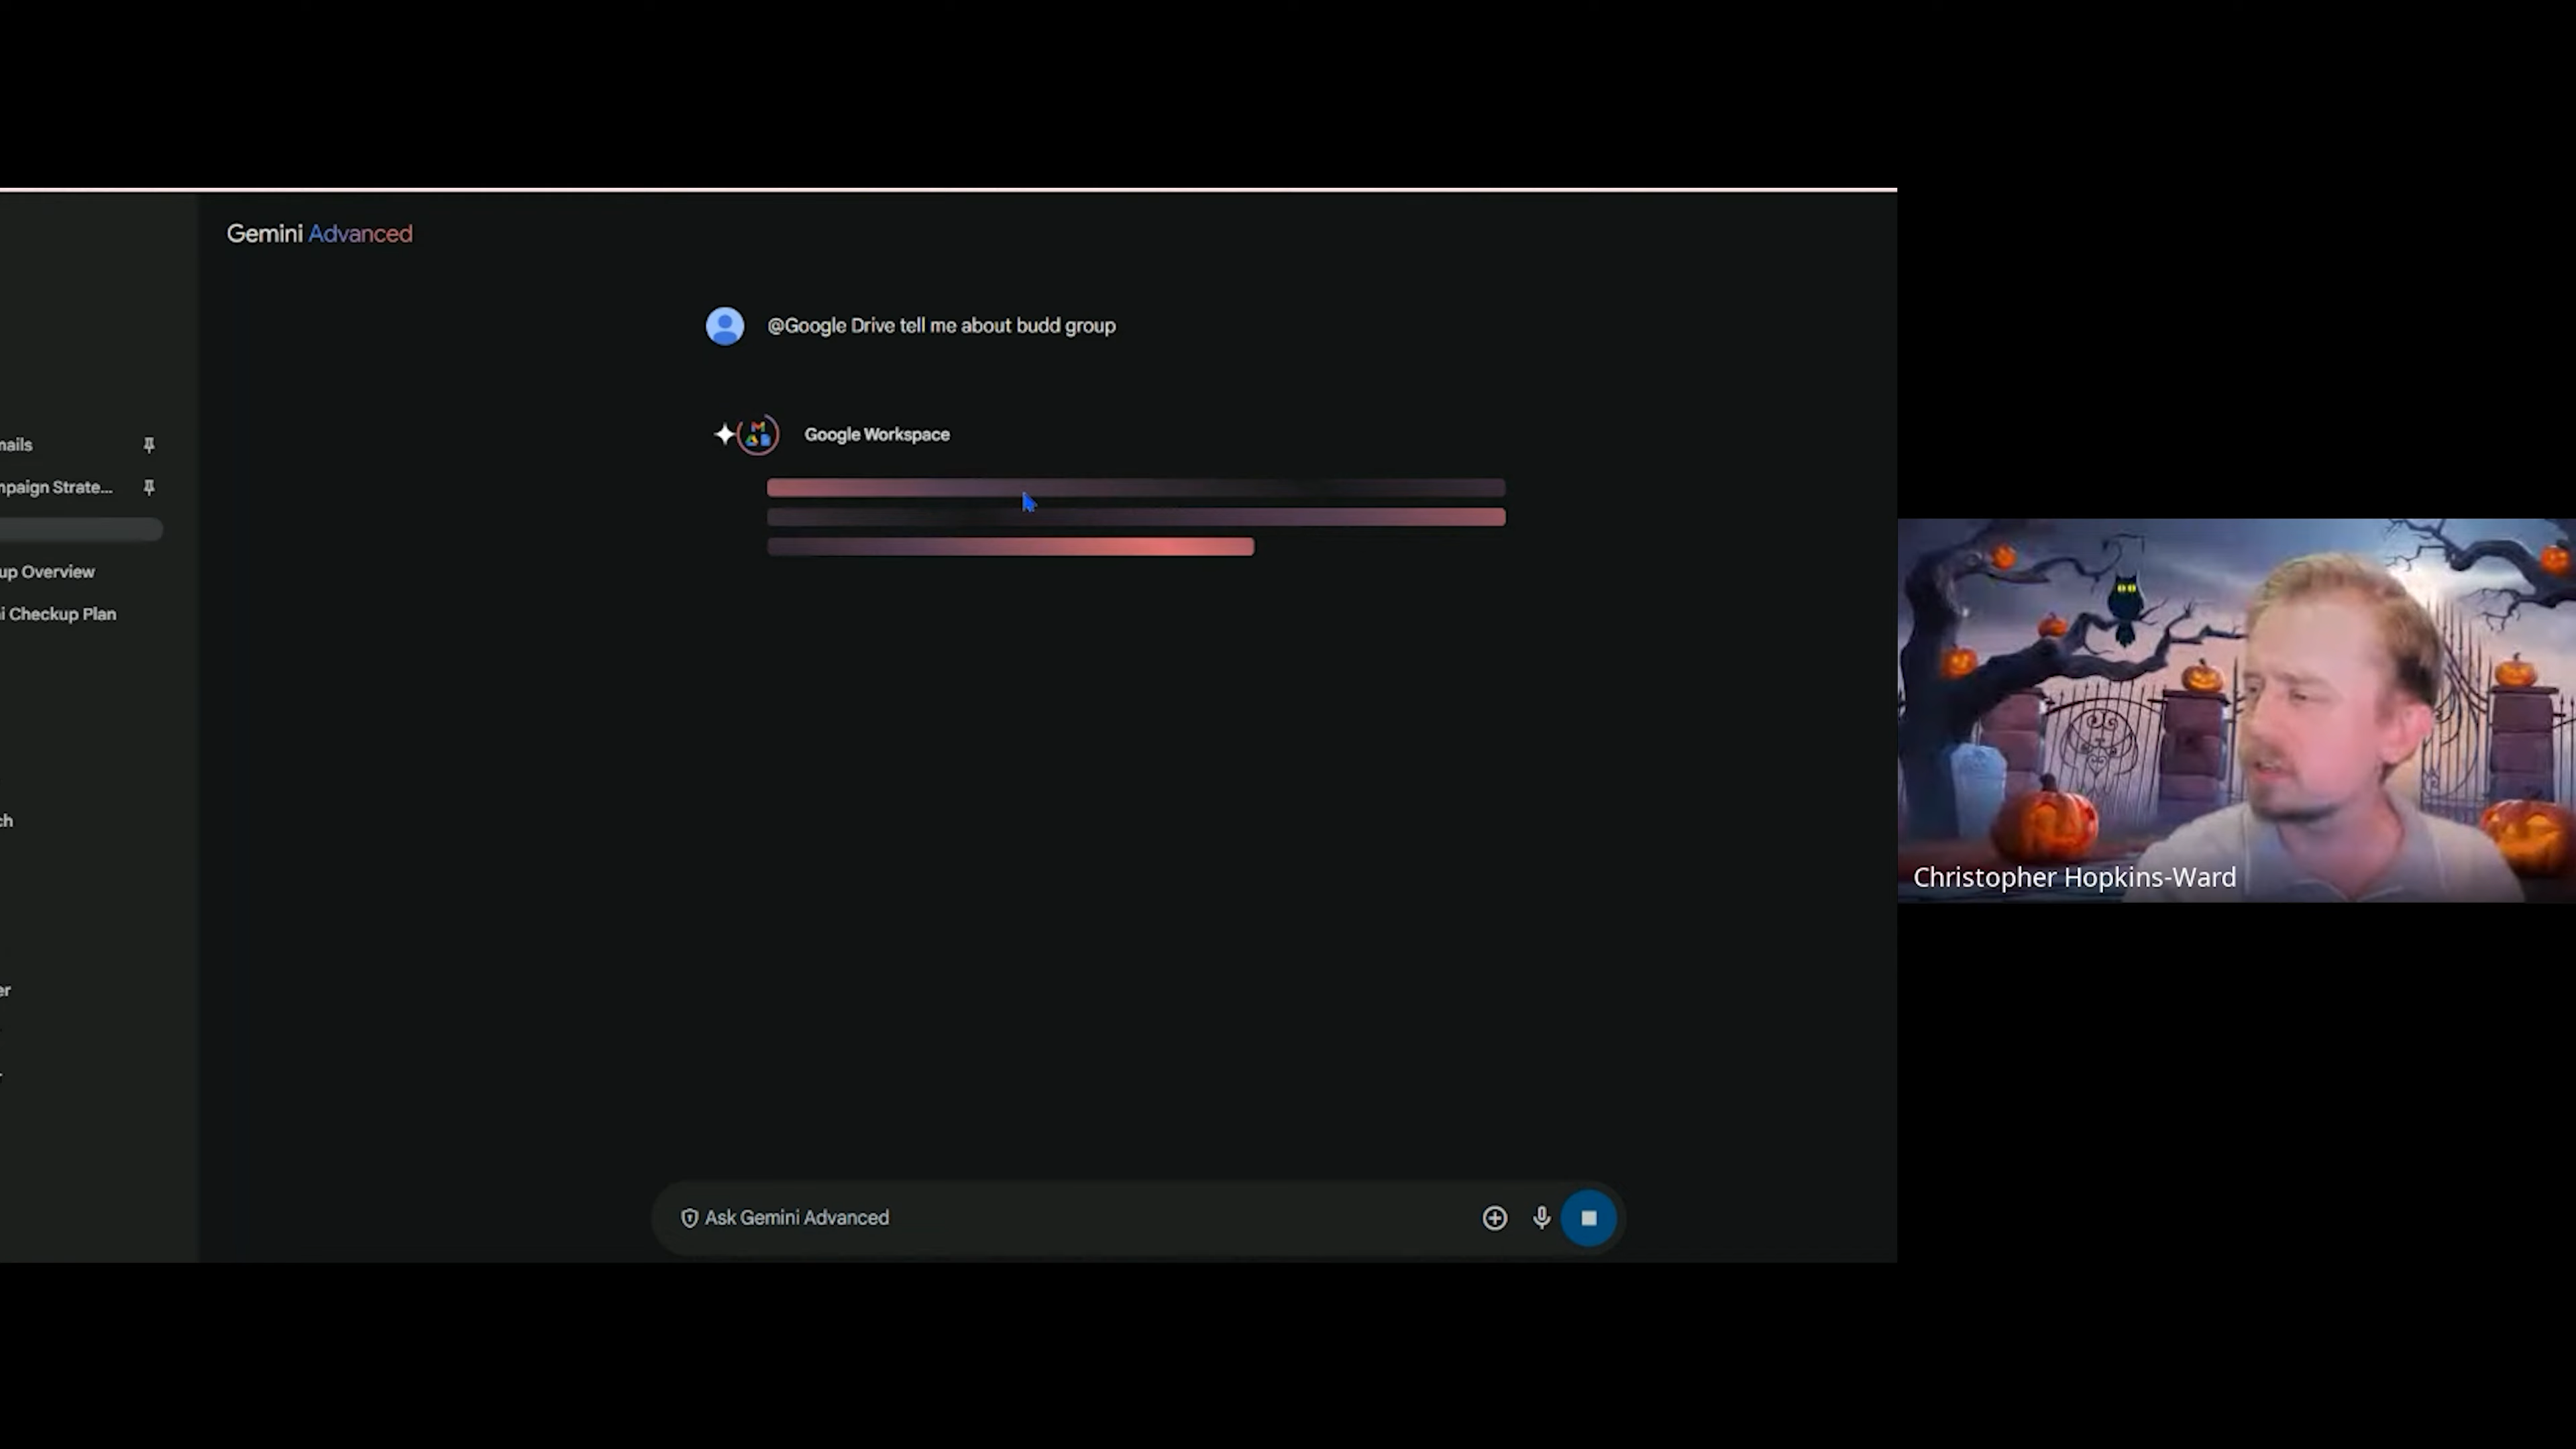 Gemini Advanced
@Google Drive tell me about budd group
Google Workspace
nails
npaign Strate...
up Overview
i Checkup Plan
ch
er
Ask Gemini Advanced
Christopher Hopkins-Ward